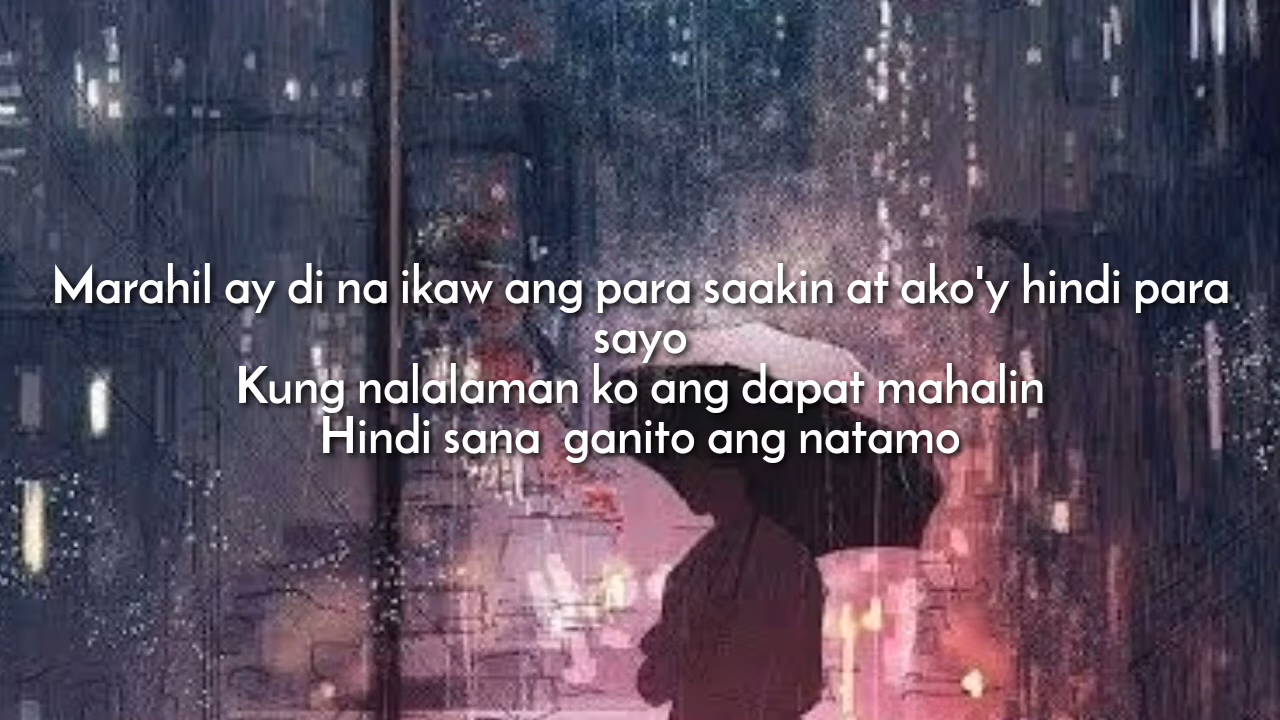 Marahil ay di na ikaw ang para saakin at ako'y hindi para
sayo
Kung nalalaman ko ang dapat mahalin
Hindi sana  ganito ang natamo